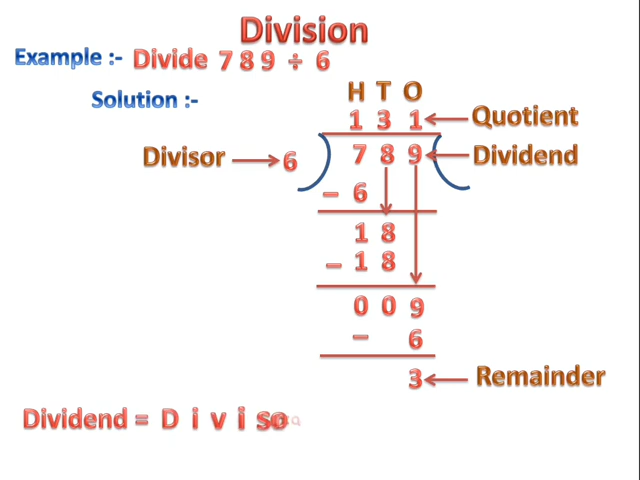 Division
Example :- Divide 7 8 9 ÷ 6
Solution :-
H T O
1 3 1 Quotient
Divisor 6 7 8 9 Dividend
– 6
1 8
– 1 8
0 0 9
– 6
3 Remainder
Dividend = D i v i so